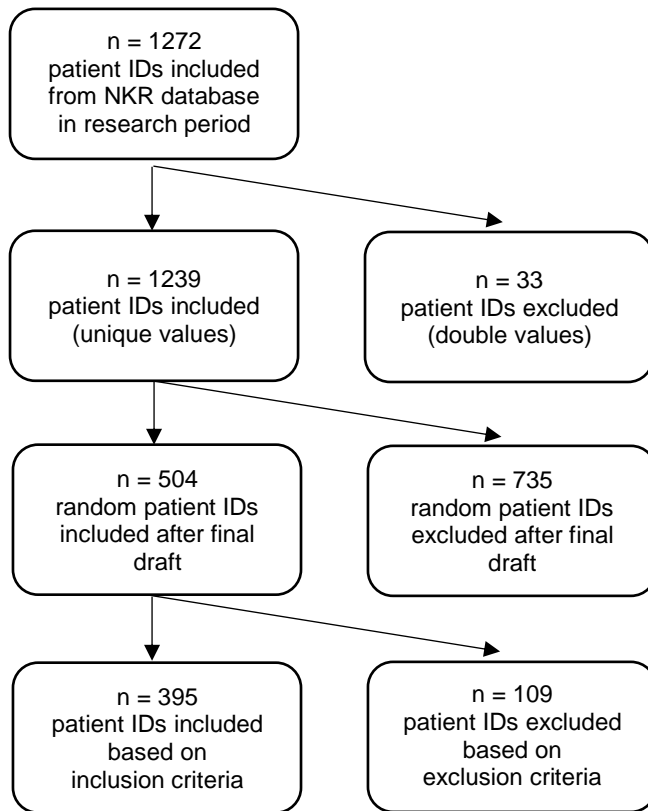 n = 1272
patient IDs included
from NKR database
in research period
n = 1239
patient IDs included
(unique values)
n = 33
patient IDs excluded
(double values)
n = 504
random patient IDs
included after final
draft
n = 735
random patient IDs
excluded after final
draft
n = 395
patient IDs included
based on
inclusion criteria
n = 109
patient IDs excluded
based on
exclusion criteria